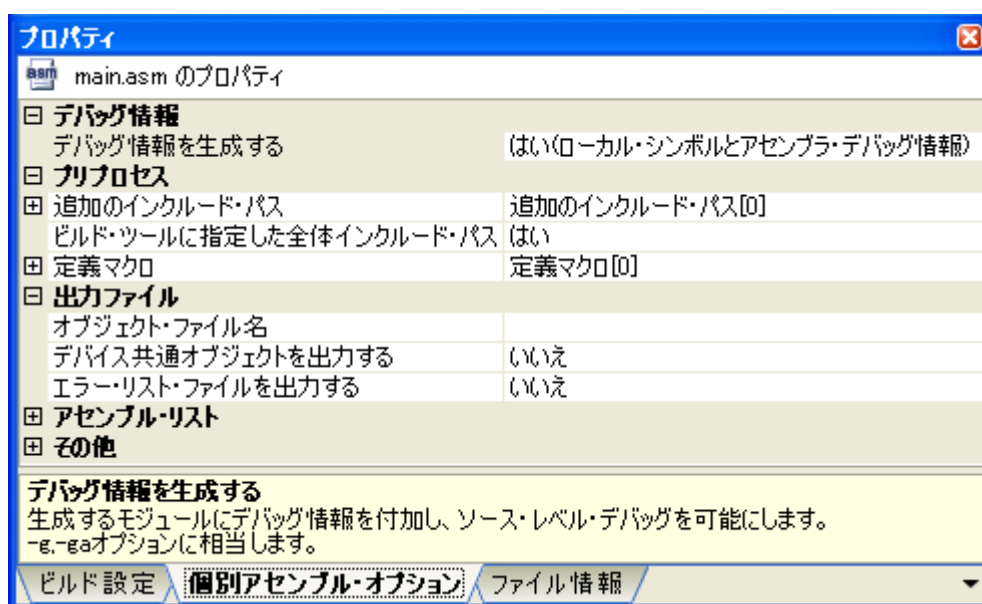 プロパティ
asm main.asm のプロパティ
デバッグ情報
デバッグ情報を生成する はい(ローカル・シンボルとアセンブラ・デバッグ情報)
プリプロセス
追加のインクルード・パス 追加のインクルード・パス[0]
ビルド・ツールに指定した全体インクルード・パス はい
定義マクロ 定義マクロ[0]
出力ファイル
オブジェクト・ファイル名
デバイス共通オブジェクトを出力する いいえ
エラー・リスト・ファイルを出力する いいえ
アセンブル・リスト
その他
デバッグ情報を生成する
生成するモジュールにデバッグ情報を付加し、ソース・レベル・デバッグを可能にします。
-g,-gaオプションに相当します。
ビルド設定 個別アセンブル・オプション ファイル情報